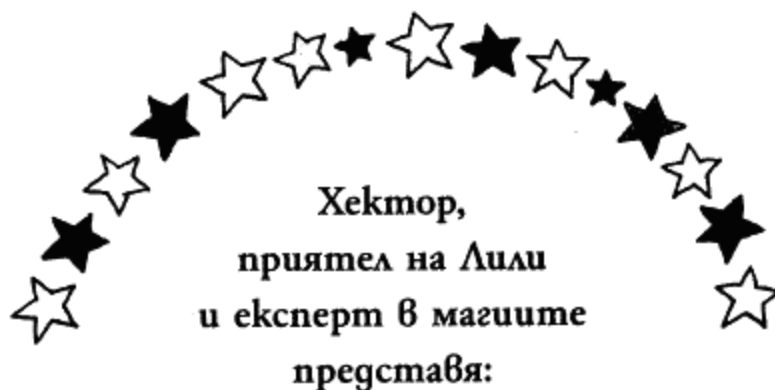 Хектор,
приятел на Лили
и експерт в магиите
представя: